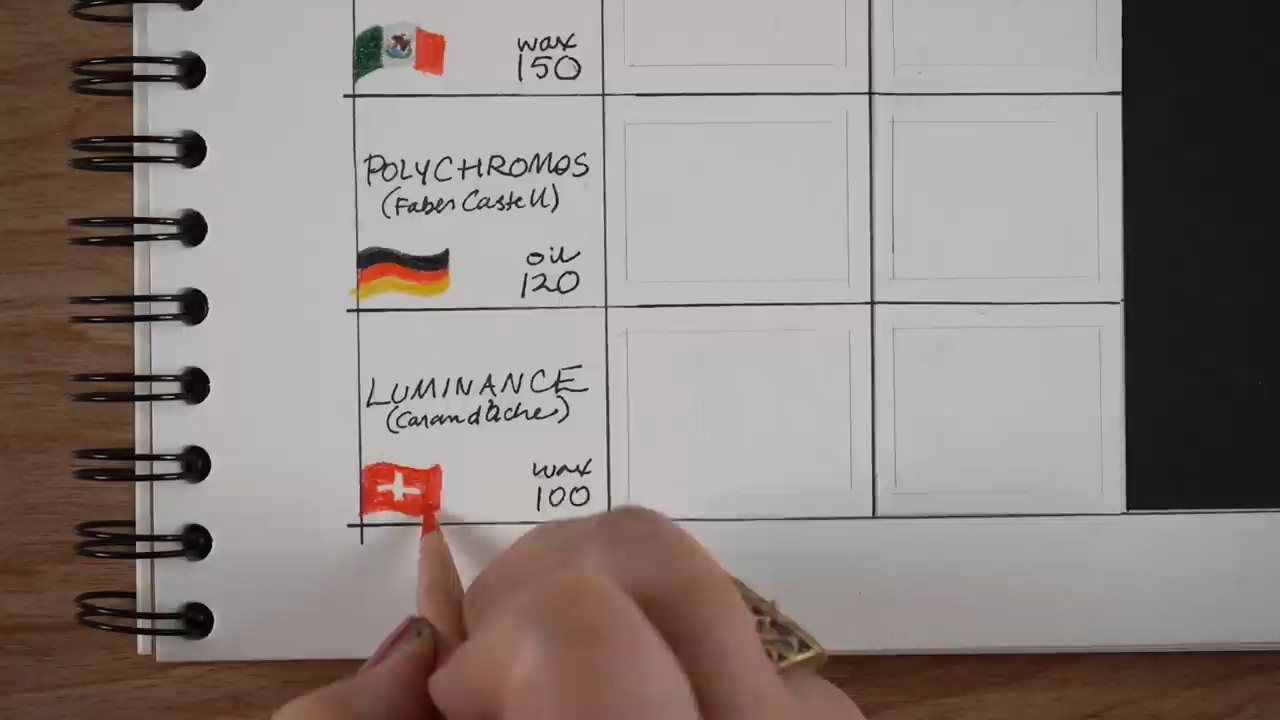 wax
150
POLYCHROMOS
(Faber Castell)
oil
120
LUMINANCE
(Caran d'Ache)
wax
100